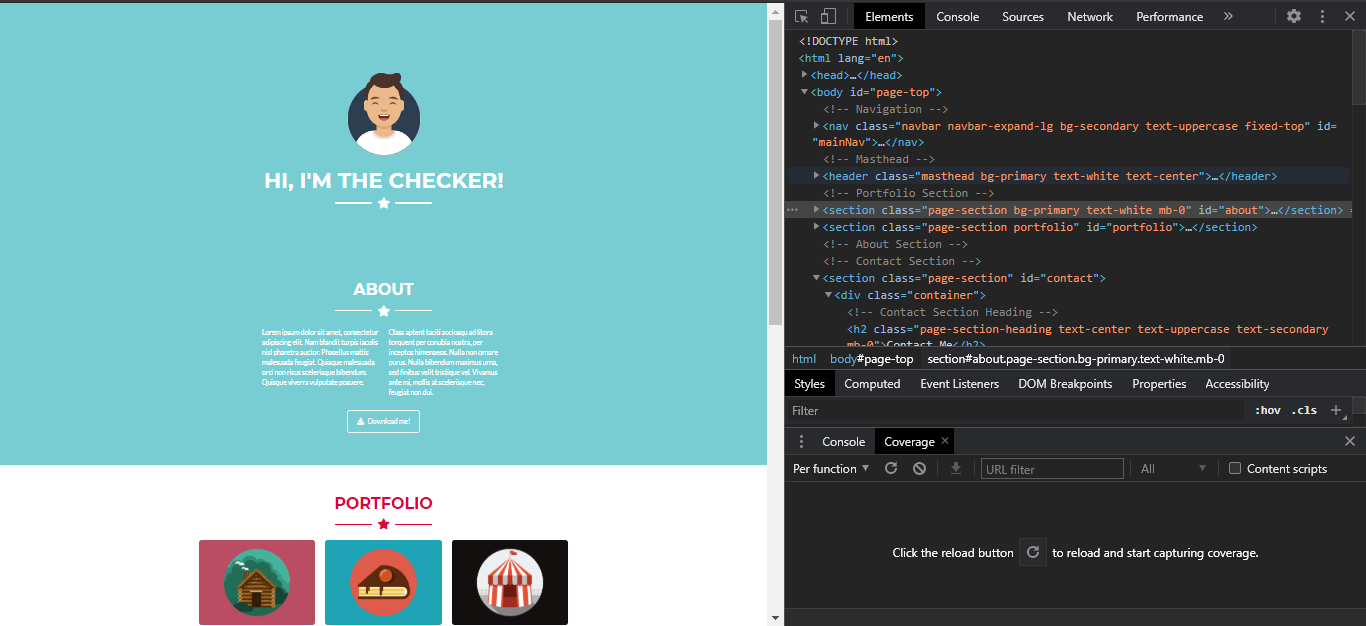 HI, I'M THE CHECKER!
ABOUT
Lorem ipsum dolor sit amet, consectetur
adipiscing elit. Nam blandit turpis iaculis
nisl pharetra auctor. Phasellus mattis
malesuada feugiat. Quisque malesuada
orci non risus scelerisque bibendum.
Quisque viverra vulputate posuere.
Class aptent taciti sociosqu ad litora
torquent per conubia nostra, per
inceptos himenaeos. Nulla non ornare
purus. Nulla bibendum maximus urna,
sed finibus velit tristique vel. Vivamus
ante mi, mollis at scelerisque nec,
feugiat non dui.
Download me!
PORTFOLIO
Elements Console Sources Network Performance »
<!DOCTYPE html>
<html lang="en">
<head>…</head>
<body id="page-top">
<!-- Navigation -->
<nav class="navbar navbar-expand-lg bg-secondary text-uppercase fixed-top" id=
"mainNav">…</nav>
<!-- Masthead -->
<header class="masthead bg-primary text-white text-center">…</header>
<!-- Portfolio Section -->
<section class="page-section bg-primary text-white mb-0" id="about">…</section> =
<section class="page-section portfolio" id="portfolio">…</section>
<!-- About Section -->
<!-- Contact Section -->
<section class="page-section" id="contact">
<div class="container">
<!-- Contact Section Heading -->
<h2 class="page-section-heading text-center text-uppercase text-secondary
mb-0">Contact Me</h2>
html body#page-top section#about.page-section.bg-primary.text-white.mb-0
Styles Computed Event Listeners DOM Breakpoints Properties Accessibility
Filter :hov .cls +
Console Coverage ×
Per function URL filter All Content scripts
Click the reload button to reload and start capturing coverage.